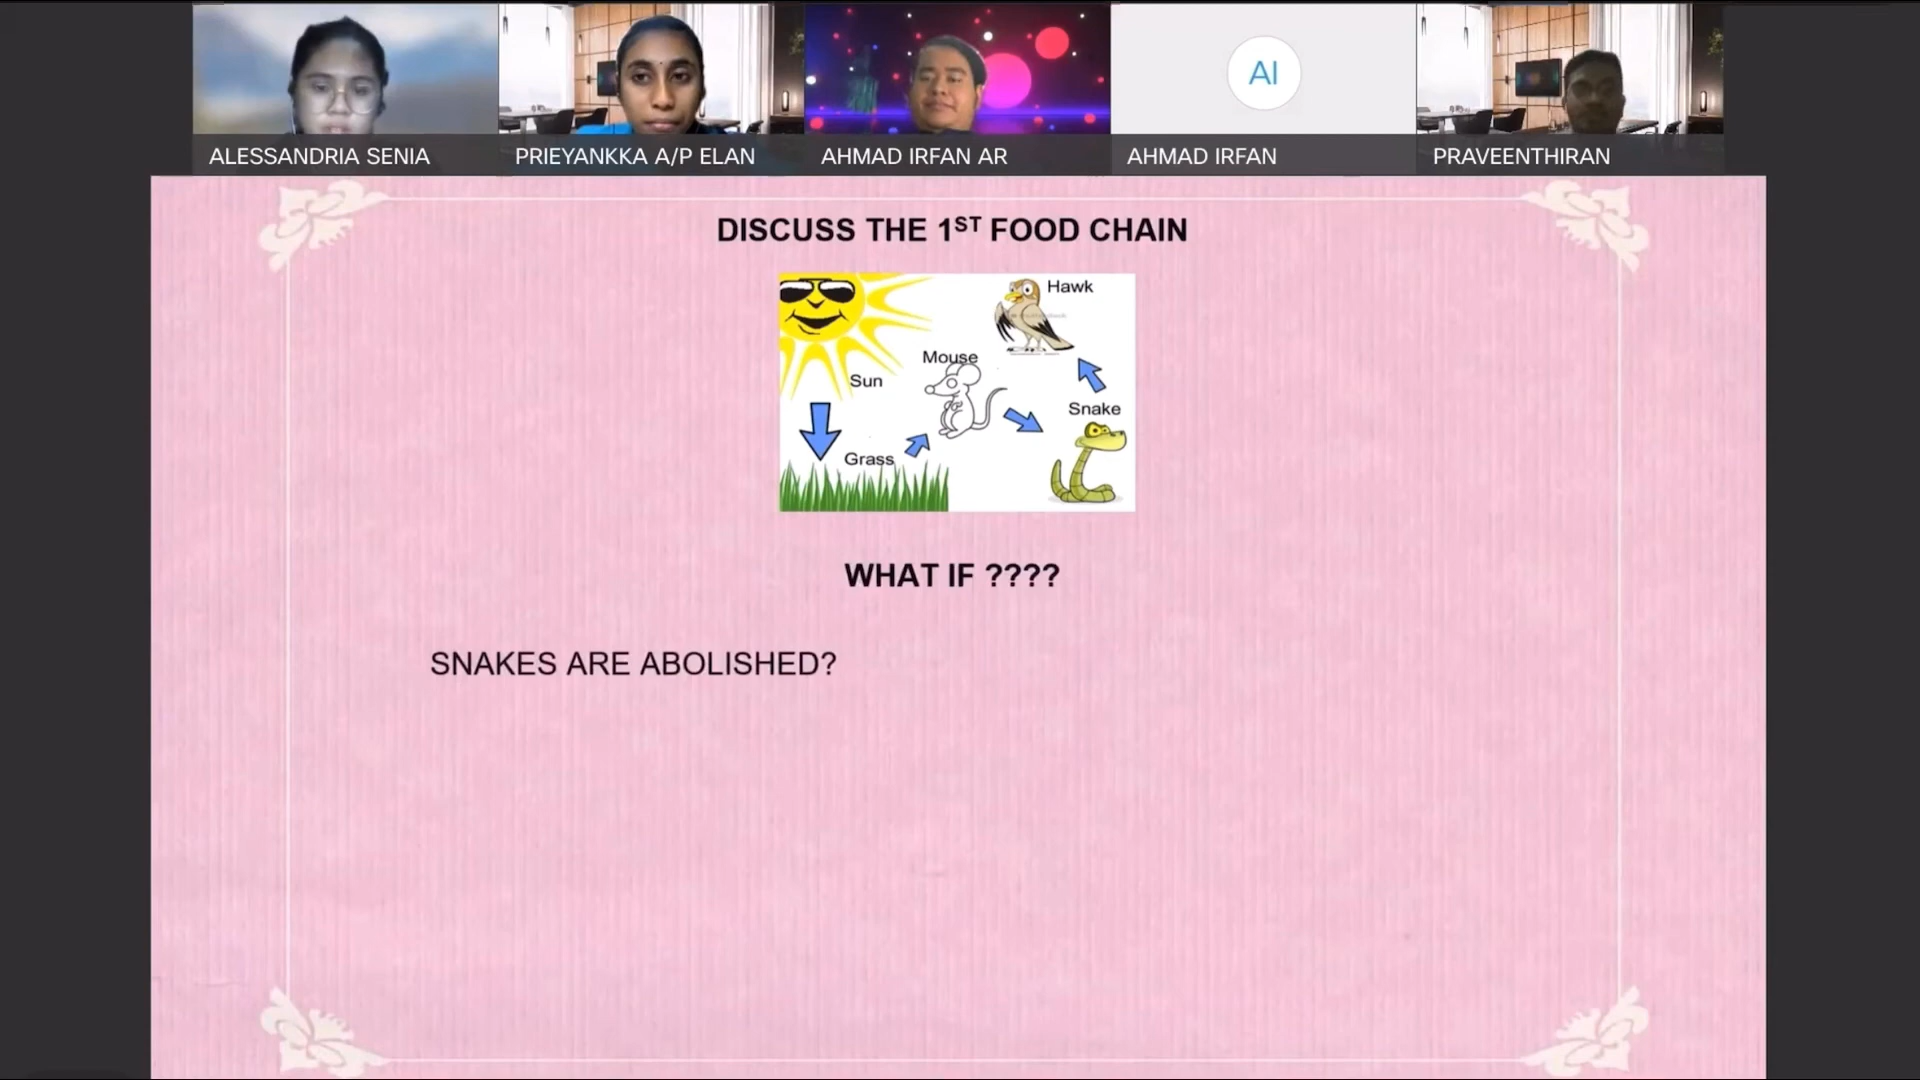 ALESSANDRIA SENIA
PRIEYANKKA A/P ELAN
AHMAD IRFAN AR
AI
AHMAD IRFAN
PRAVEENTHIRAN
DISCUSS THE 1ST FOOD CHAIN
Hawk
Mouse
Sun
Snake
Grass
WHAT IF ????
SNAKES ARE ABOLISHED?